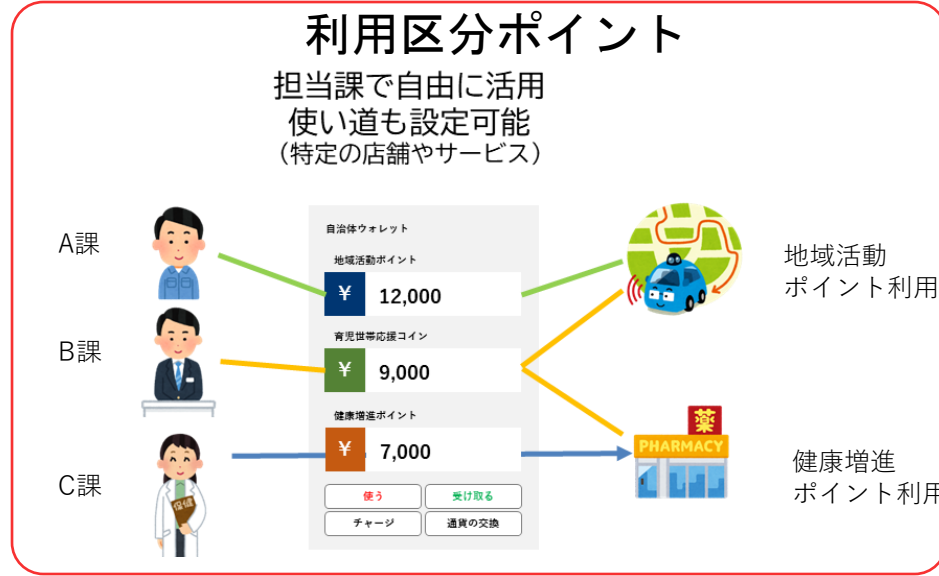 利用区分ポイント
担当課で自由に活用
使い道も設定可能
（特定の店舗やサービス）
自治体ウォレット
A課
地域活動ポイント
¥ 12,000
地域活動
ポイント利用
B課
育児世帯応援コイン
¥ 9,000
C課
健康増進ポイント
¥ 7,000
薬
PHARMACY
健康増進
ポイント利用
保健
使う
受け取る
チャージ
通貨の交換